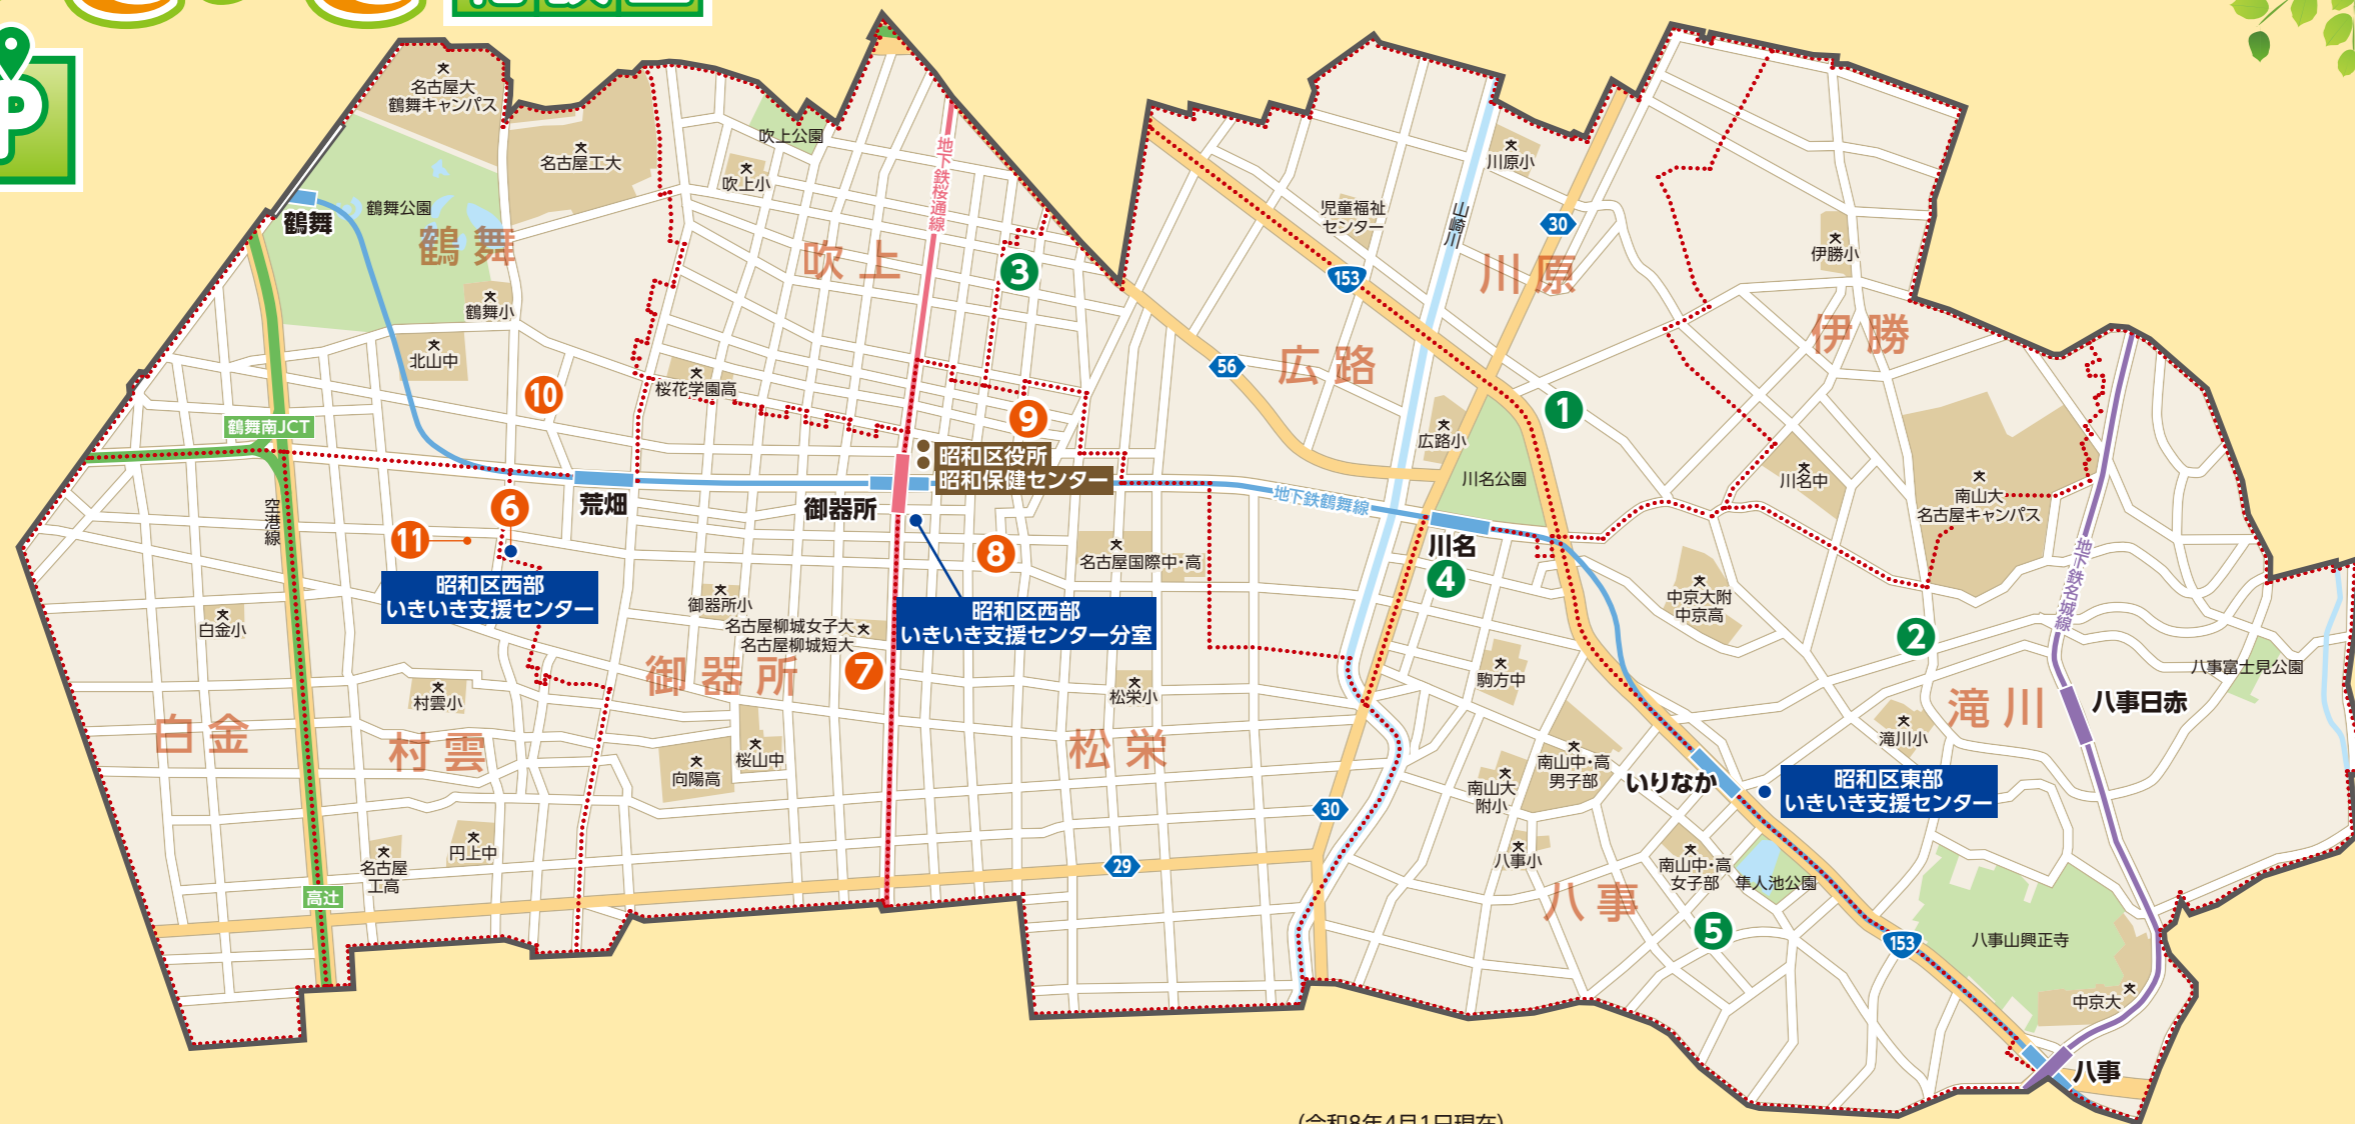 P
名古屋大
鶴舞キャンパス
名古屋工大
吹上公園
吹上小
地下鉄桜通線
鶴舞
鶴舞公園
鶴舞
吹上
3
鶴舞小
北山中
桜花学園高
10
9
鶴舞南JCT
昭和区役所
昭和保健センター
空港線
6
荒畑
御器所
11
8
昭和区西部
いきいき支援センター
昭和区西部
いきいき支援センター分室
名古屋国際中・高
白金小
御器所小
名古屋柳城女子大
名古屋柳城短大
7
御器所
村雲小
松栄小
白金
村雲
松栄
向陽高
桜山中
名古屋
工高
円上中
高辻
29
30
川原小
児童福祉
センター
山崎川
30
153
川原
伊勝小
伊勝
56
広路
1
広路小
川名公園
川名中
南山大
名古屋キャンパス
地下鉄鶴舞線
川名
4
中京大附
中京高
地下鉄名城線
2
八事富士見公園
駒方中
滝川
八事日赤
滝川小
南山中・高
男子部
南山大
附小
いりなか
昭和区東部
いきいき支援センター
八事小
南山中・高
女子部
隼人池公園
八事
5
153
八事山興正寺
中京大
八事
(令和8年4月1日現在)